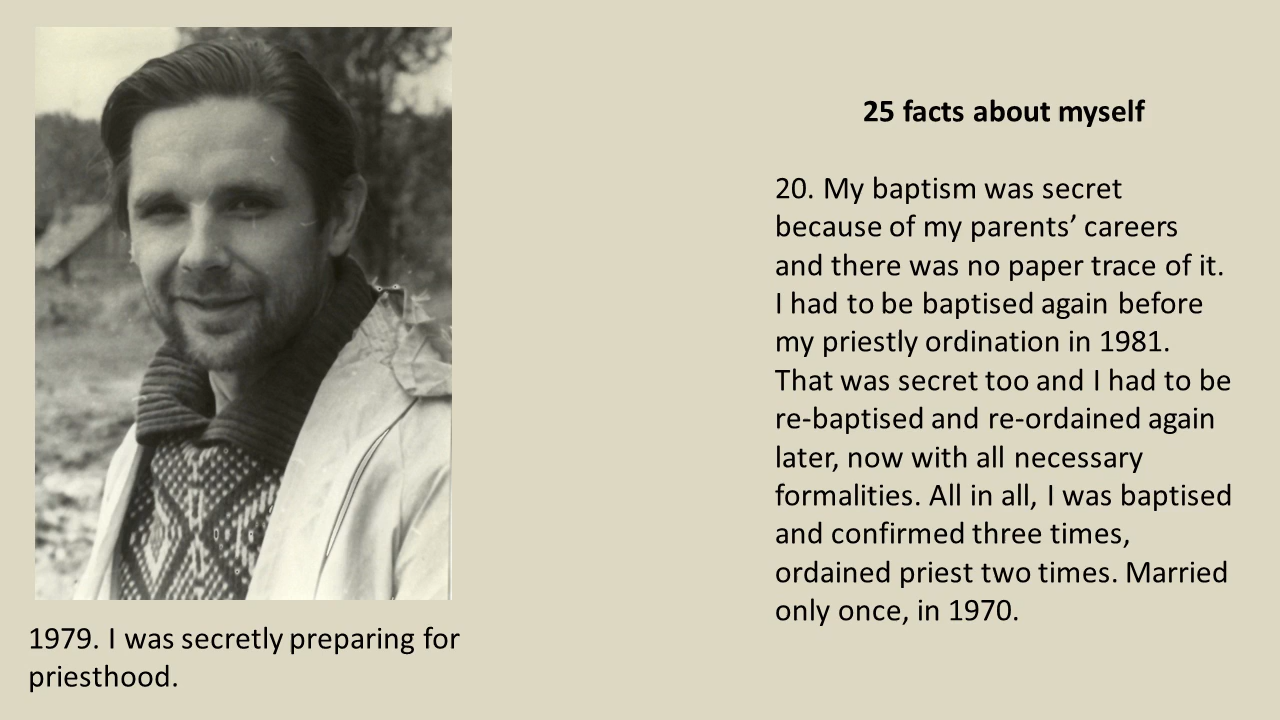 25 facts about myself
20. My baptism was secret
because of my parents’ careers
and there was no paper trace of it.
I had to be baptised again before
my priestly ordination in 1981.
That was secret too and I had to be
re-baptised and re-ordained again
later, now with all necessary
formalities. All in all, I was baptised
and confirmed three times,
ordained priest two times. Married
only once, in 1970.
1979. I was secretly preparing for
priesthood.